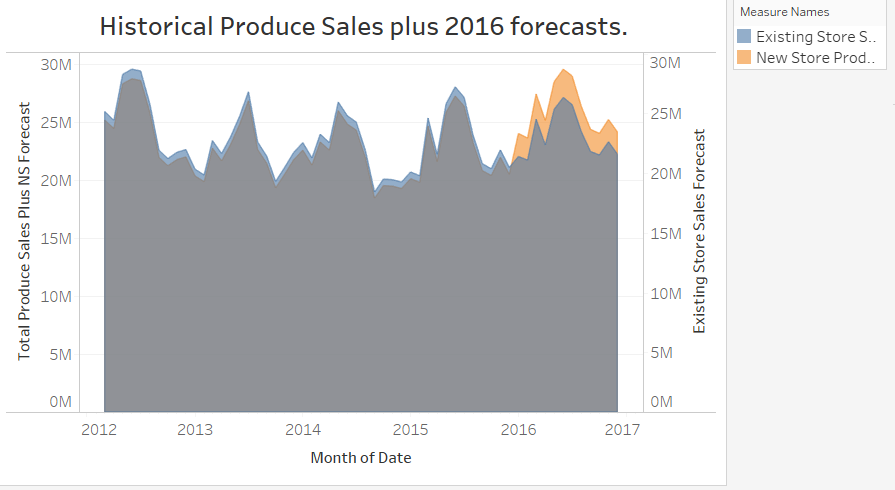 Historical Produce Sales plus 2016 forecasts.
Measure Names
Existing Store S..
New Store Prod..
Total Produce Sales Plus NS Forecast
30M
25M
20M
15M
10M
5M
0M
30M
25M
20M
15M
10M
5M
0M
Existing Store Sales Forecast
2012 2013 2014 2015 2016 2017
Month of Date